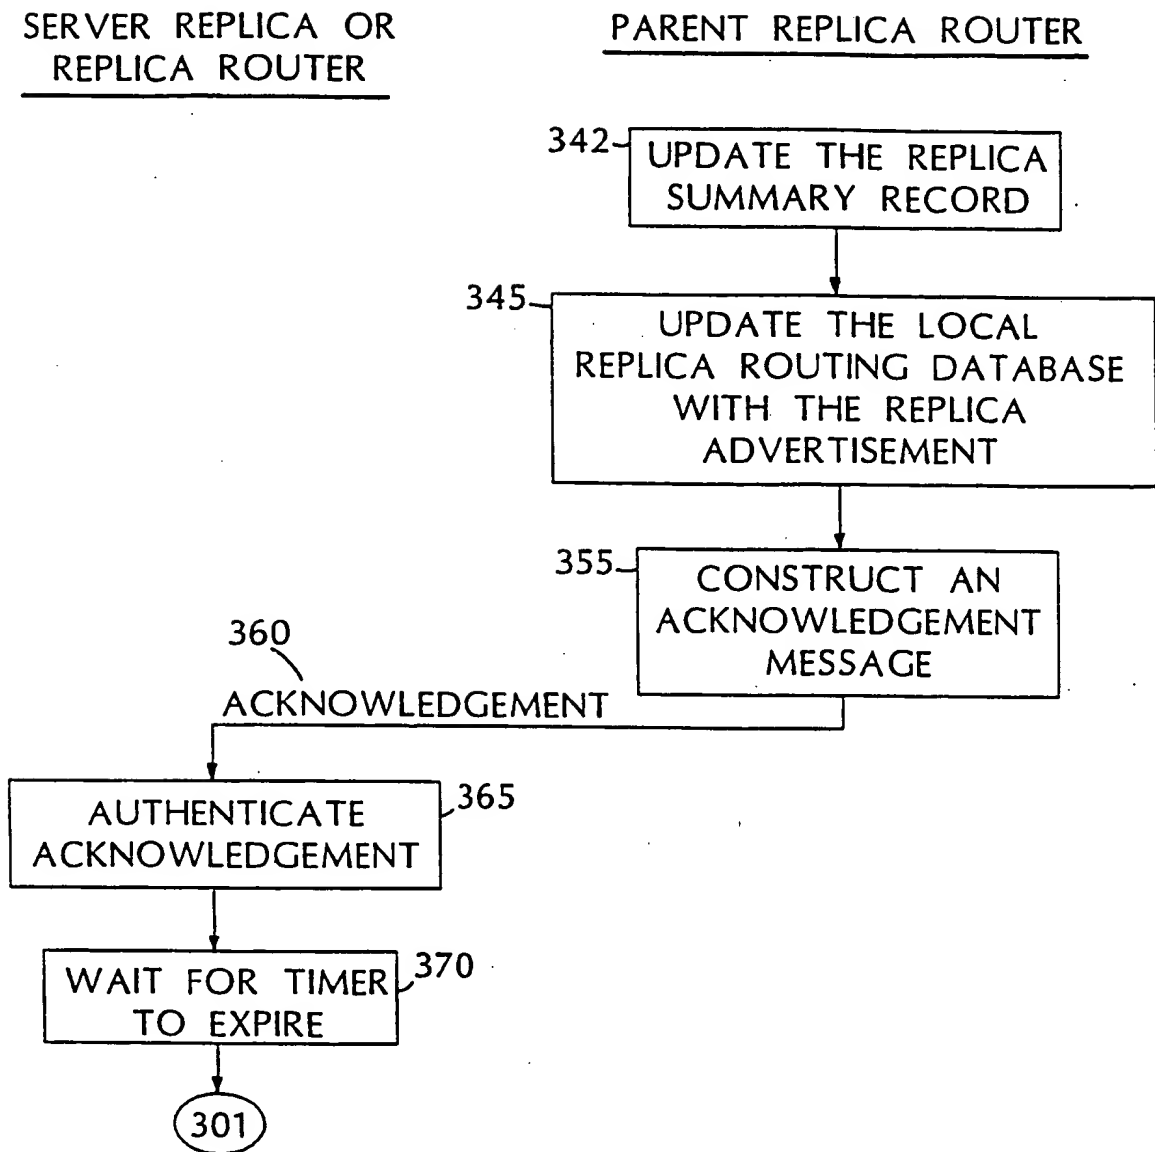 SERVER REPLICA OR
REPLICA ROUTER
PARENT REPLICA ROUTER
342
UPDATE THE REPLICA
SUMMARY RECORD
345
UPDATE THE LOCAL
REPLICA ROUTING DATABASE
WITH THE REPLICA
ADVERTISEMENT
355
CONSTRUCT AN
ACKNOWLEDGEMENT
MESSAGE
360
ACKNOWLEDGEMENT
AUTHENTICATE
ACKNOWLEDGEMENT
365
WAIT FOR TIMER
TO EXPIRE
370
301